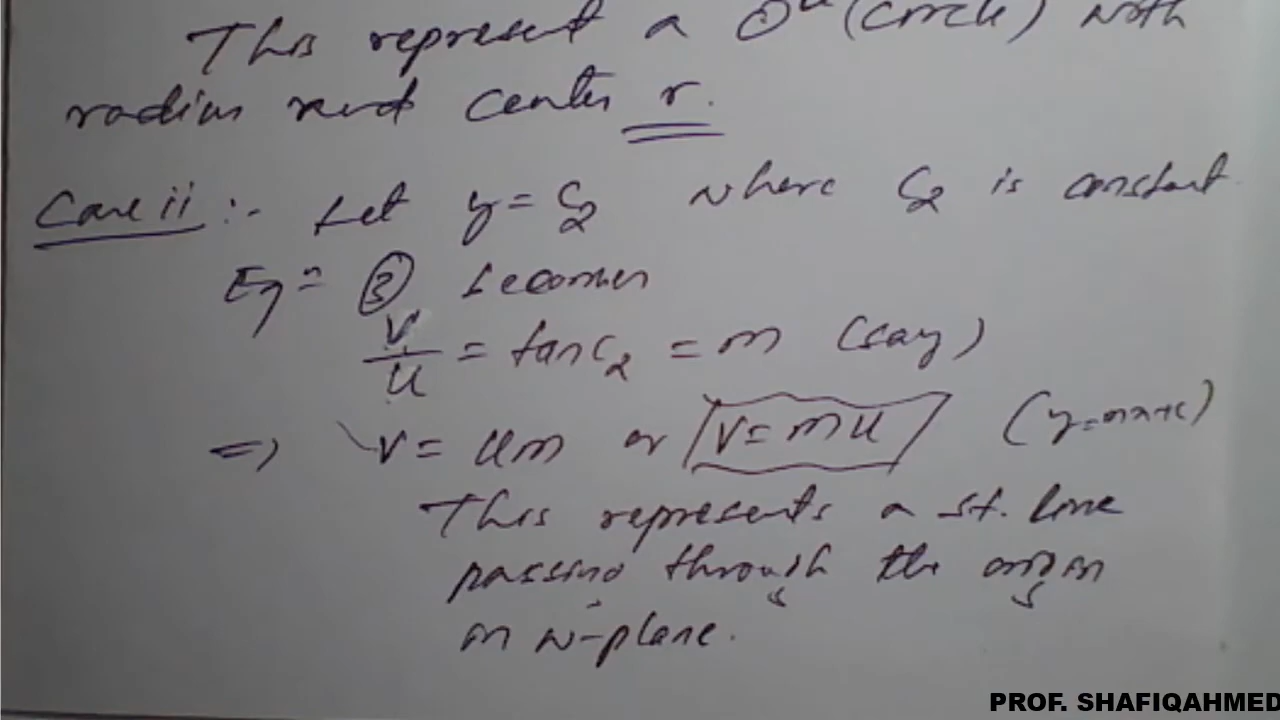 This represent a ⊙le (circle) with
radius and center r.
Case ii :- Let y = C₂ where C₂ is constant
Eqⁿ ③ becomes
v/u = tan C₂ = m (say)
⇒ v = um or v = mu (y=mx+c)
This represents a st. line
passing through the origin
in w-plane.
PROF. SHAFIQAHMED